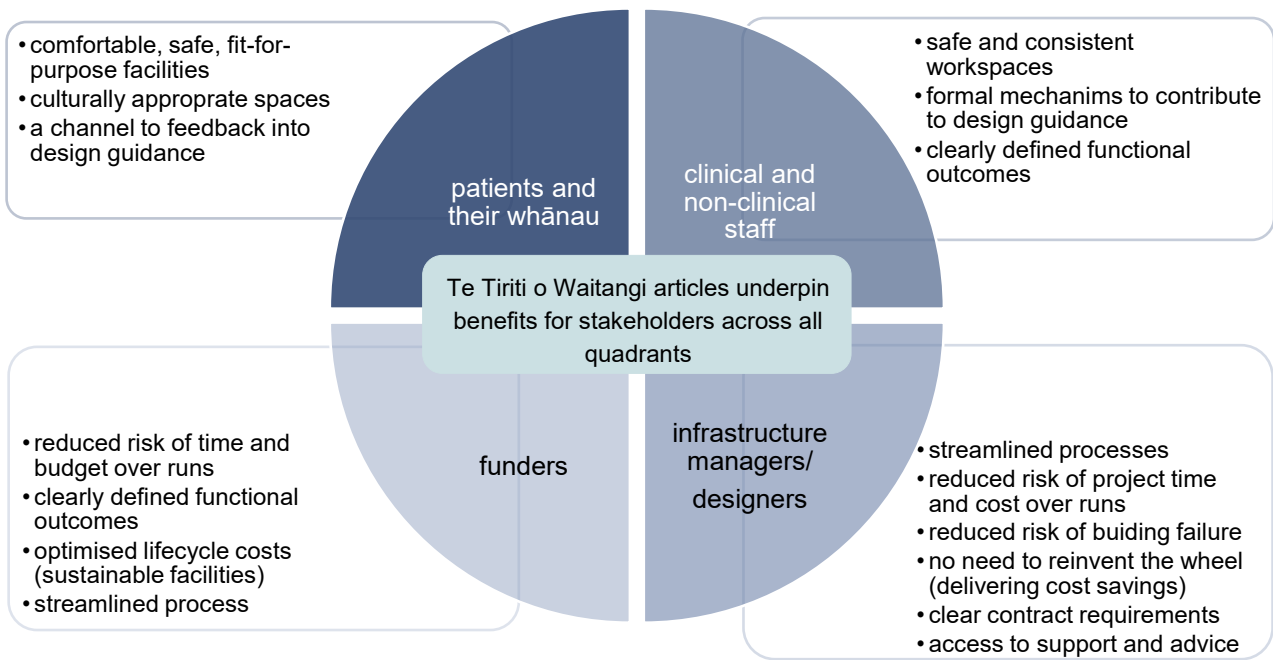 • comfortable, safe, fit-for-
purpose facilities
• culturally approprate spaces
• a channel to feedback into
design guidance
patients and
their whānau
• safe and consistent
workspaces
• formal mechanims to contribute
to design guidance
• clearly defined functional
outcomes
clinical and
non-clinical
staff
Te Tiriti o Waitangi articles underpin
benefits for stakeholders across all
quadrants
• reduced risk of time and
budget over runs
• clearly defined functional
outcomes
• optimised lifecycle costs
(sustainable facilities)
• streamlined process
funders
infrastructure
managers/
designers
• streamlined processes
• reduced risk of project time
and cost over runs
• reduced risk of buiding failure
• no need to reinvent the wheel
(delivering cost savings)
• clear contract requirements
• access to support and advice